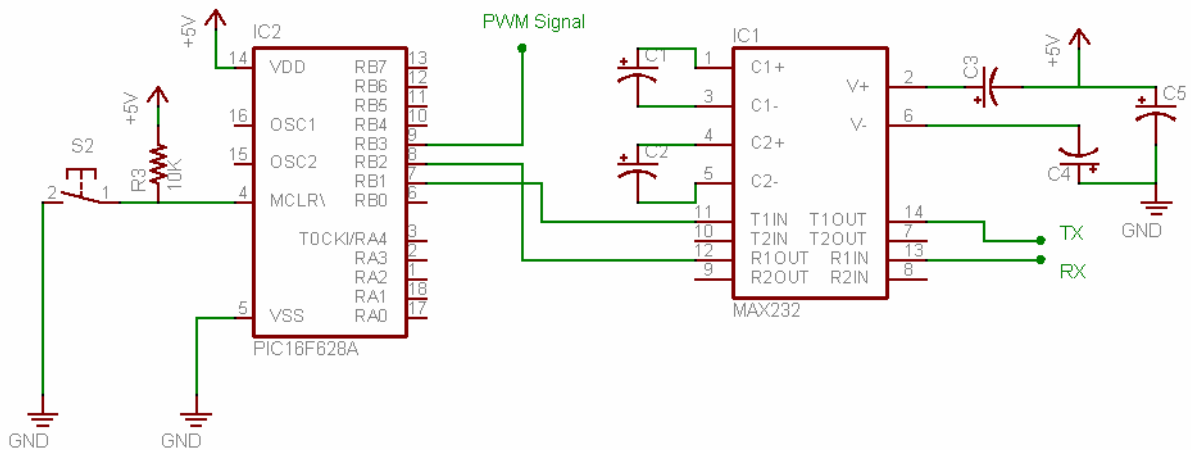 PWM Signal
+5V
IC2
14 VDD
16 OSC1
15 OSC2
4 MCLR\
5 VSS
RB7 13
RB6 12
RB5 11
RB4 10
RB3 9
RB2 8
RB1 7
RB0 6
T0CKI/RA4 3
RA3 2
RA2 1
RA1 18
RA0 17
PIC16F628A
+5V
R3
10K
S2
2 1
GND
GND
C1
+
C2
+
IC1
1 C1+
3 C1-
4 C2+
5 C2-
11 T1IN
10 T2IN
12 R1OUT
9 R2OUT
V+ 2
V- 6
T1OUT 14
T2OUT 7
R1IN 13
R2IN 8
MAX232
C3
+
+5V
C5
+
C4
+
GND
TX
RX